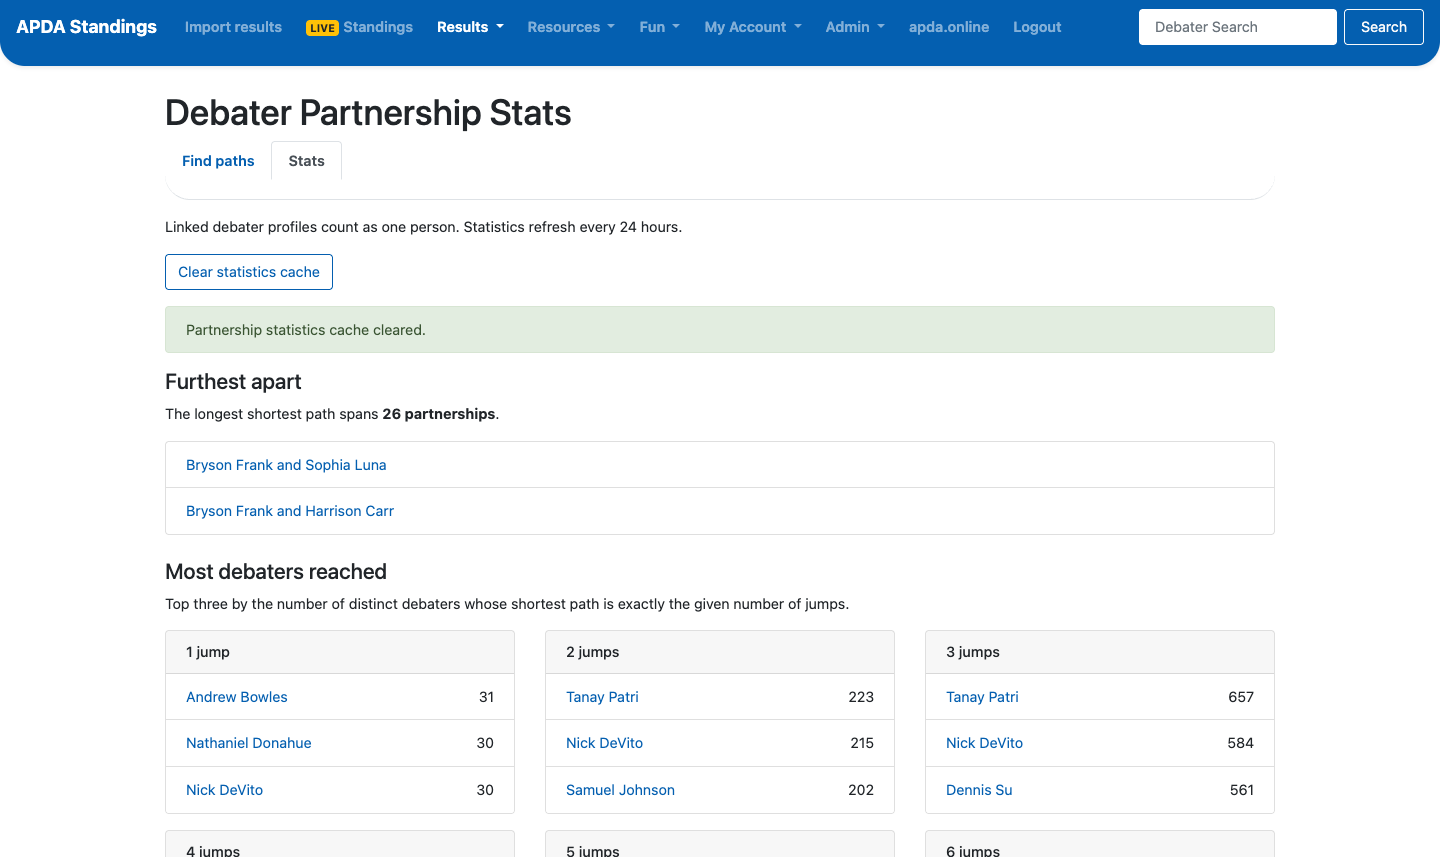 APDA Standings Import results LIVE Standings Results Resources Fun My Account Admin apda.online Logout Debater Search Search
Debater Partnership Stats
Find paths Stats
Linked debater profiles count as one person. Statistics refresh every 24 hours.
Clear statistics cache
Partnership statistics cache cleared.
Furthest apart
The longest shortest path spans 26 partnerships.
Bryson Frank and Sophia Luna
Bryson Frank and Harrison Carr
Most debaters reached
Top three by the number of distinct debaters whose shortest path is exactly the given number of jumps.
1 jump 2 jumps 3 jumps
Andrew Bowles 31 Tanay Patri 223 Tanay Patri 657
Nathaniel Donahue 30 Nick DeVito 215 Nick DeVito 584
Nick DeVito 30 Samuel Johnson 202 Dennis Su 561
4 jumps 5 jumps 6 jumps